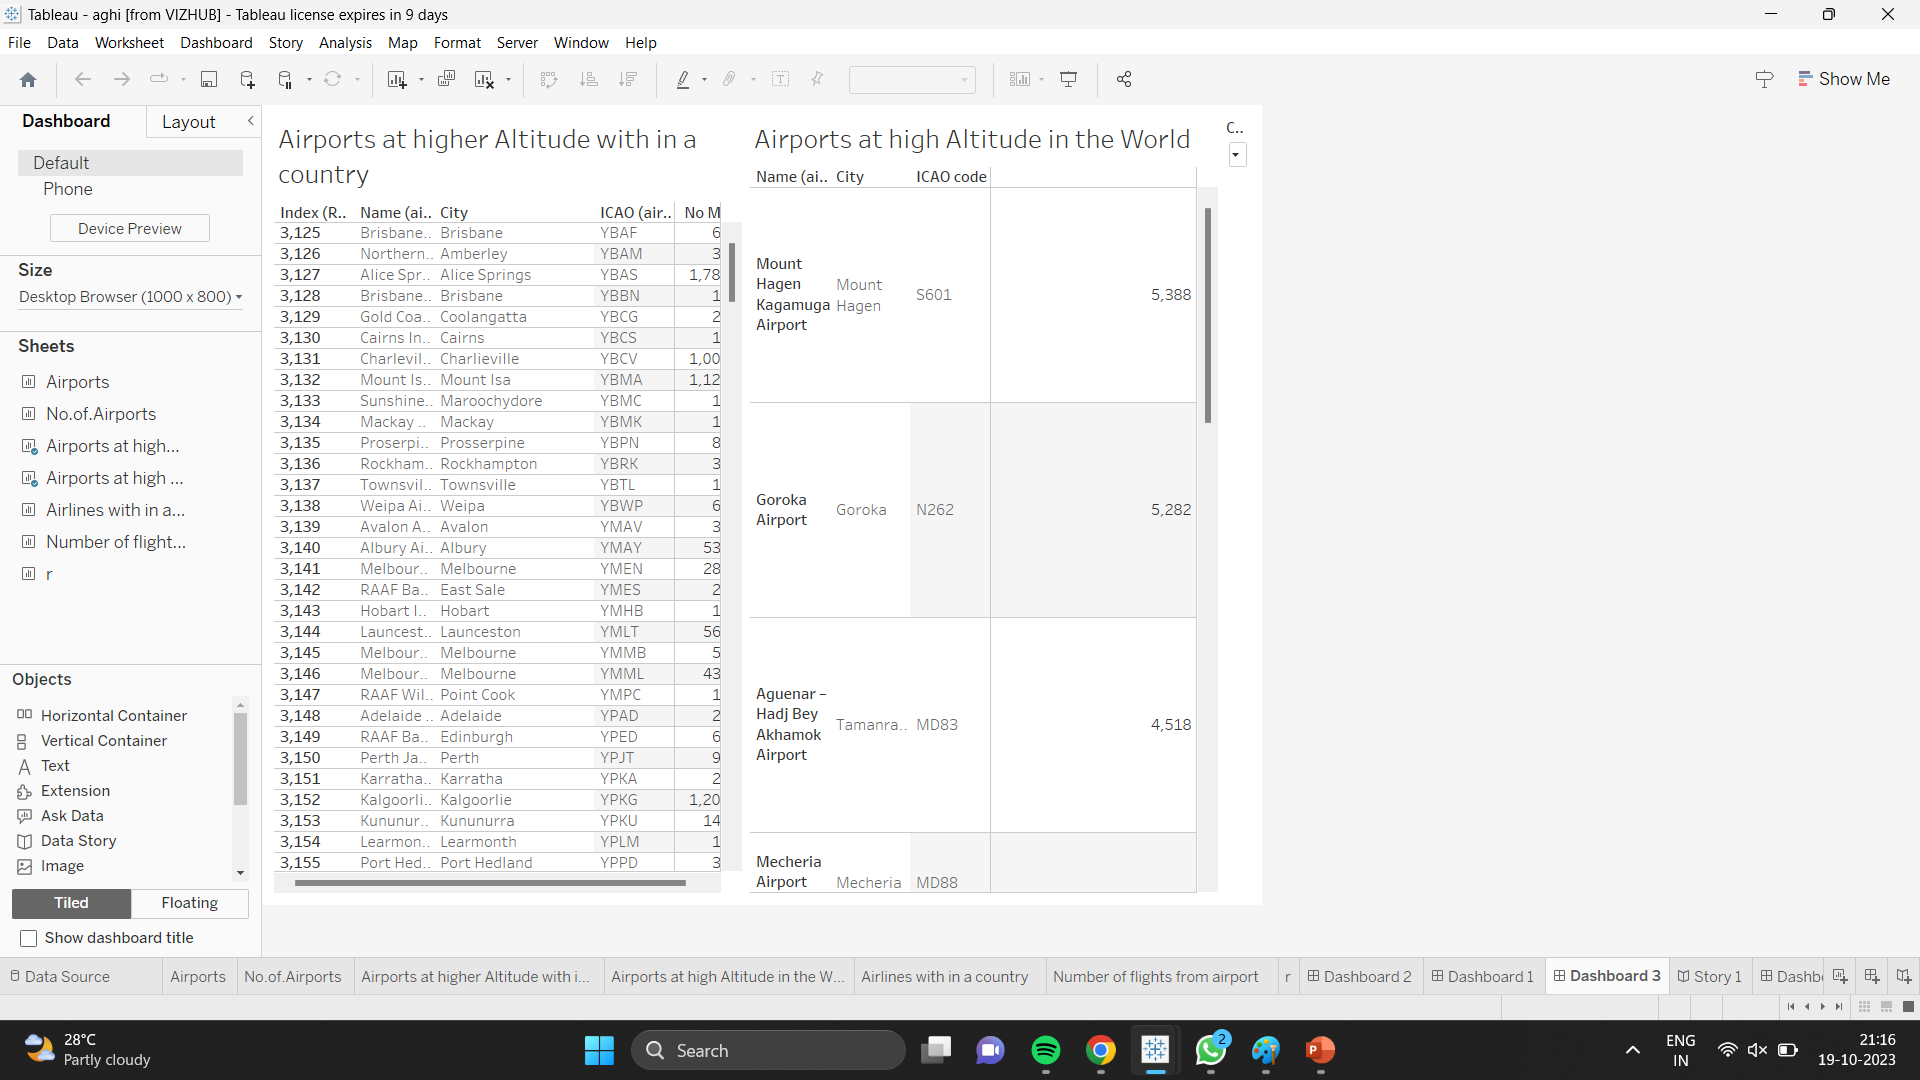 Tableau - aghi [from VIZHUB] - Tableau license expires in 9 days
File Data Worksheet Dashboard Story Analysis Map Format Server Window Help
Show Me
Dashboard Layout
Default
Phone
Device Preview
Size
Desktop Browser (1000 x 800)
Sheets
Airports
No.of.Airports
Airports at high...
Airports at high ...
Airlines with in a...
Number of flight...
r
Objects
Horizontal Container
Vertical Container
Text
Extension
Ask Data
Data Story
Image
Tiled Floating
Show dashboard title
Airports at higher Altitude with in a
country
Index (R.. Name (ai.. City ICAO (air.. No M
3,125 Brisbane.. Brisbane YBAF 6
3,126 Northern.. Amberley YBAM 3
3,127 Alice Spr.. Alice Springs YBAS 1,78
3,128 Brisbane.. Brisbane YBBN 1
3,129 Gold Coa.. Coolangatta YBCG 2
3,130 Cairns In.. Cairns YBCS 1
3,131 Charlevil.. Charlieville YBCV 1,00
3,132 Mount Is.. Mount Isa YBMA 1,12
3,133 Sunshine.. Maroochydore YBMC 1
3,134 Mackay .. Mackay YBMK 1
3,135 Proserpi.. Prosserpine YBPN 8
3,136 Rockham.. Rockhampton YBRK 3
3,137 Townsvil.. Townsville YBTL 1
3,138 Weipa Ai.. Weipa YBWP 6
3,139 Avalon A.. Avalon YMAV 3
3,140 Albury Ai.. Albury YMAY 53
3,141 Melbour.. Melbourne YMEN 28
3,142 RAAF Ba.. East Sale YMES 2
3,143 Hobart I.. Hobart YMHB 1
3,144 Launcest.. Launceston YMLT 56
3,145 Melbour.. Melbourne YMMB 5
3,146 Melbour.. Melbourne YMML 43
3,147 RAAF Wil.. Point Cook YMPC 1
3,148 Adelaide .. Adelaide YPAD 2
3,149 RAAF Ba.. Edinburgh YPED 6
3,150 Perth Ja.. Perth YPJT 9
3,151 Karratha.. Karratha YPKA 2
3,152 Kalgoorli.. Kalgoorlie YPKG 1,20
3,153 Kununur.. Kununurra YPKU 14
3,154 Learmon.. Learmonth YPLM 1
3,155 Port Hed.. Port Hedland YPPD 3
Airports at high Altitude in the World
Name (ai.. City ICAO code
Mount
Hagen
Kagamuga
Airport
Mount
Hagen
S601
5,388
Goroka
Airport
Goroka
N262
5,282
Aguenar –
Hadj Bey
Akhamok
Airport
Tamanra..
MD83
4,518
Mecheria
Airport
Mecheria
MD88
C..
Data Source Airports No.of.Airports Airports at higher Altitude with i... Airports at high Altitude in the W... Airlines with in a country Number of flights from airport r Dashboard 2 Dashboard 1 Dashboard 3 Story 1 Dashb
28°C
Partly cloudy
Search
2
ENG
IN
21:16
19-10-2023